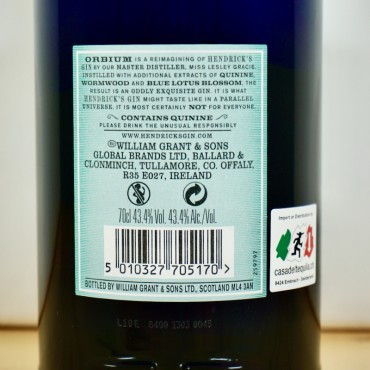 ORBIUM IS A REIMAGINING OF HENDRICK'S
GIN BY OUR MASTER DISTILLER, MISS LESLEY GRACIE,
INSTILLED WITH ADDITIONAL EXTRACTS OF QUININE,
WORMWOOD AND BLUE LOTUS BLOSSOM. THE
RESULT IS AN ODDLY EXQUISITE GIN. IT IS WHAT
HENDRICK'S GIN MIGHT TASTE LIKE IN A PARALLEL
UNIVERSE. IT IS MOST CERTAINLY NOT FOR EVERYONE.
CONTAINS QUININE
PLEASE DRINK THE UNUSUAL RESPONSIBLY
WWW.HENDRICKSGIN.COM
WILLIAM GRANT & SONS
GLOBAL BRANDS LTD, BALLARD &
CLONMINCH, TULLAMORE, CO. OFFALY,
R35 E027, IRELAND
70cl 43.4% Vol. 43.4% Alc./Vol.
5 010327 705170 >
BOTTLED BY WILLIAM GRANT & SONS LTD., SCOTLAND ML4 3AN
casadeltequila.ch